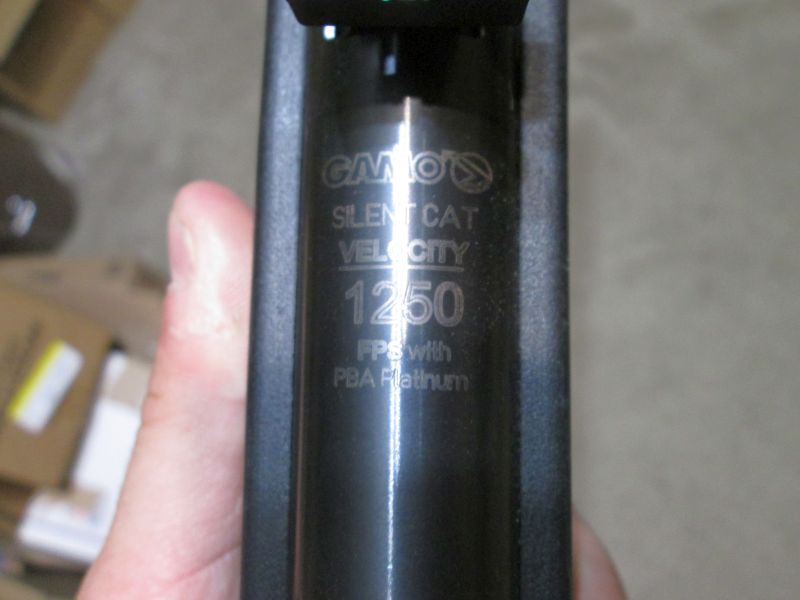 GAMO
SILENT CAT
VELOCITY
1250
FPS with
PBA Platinum